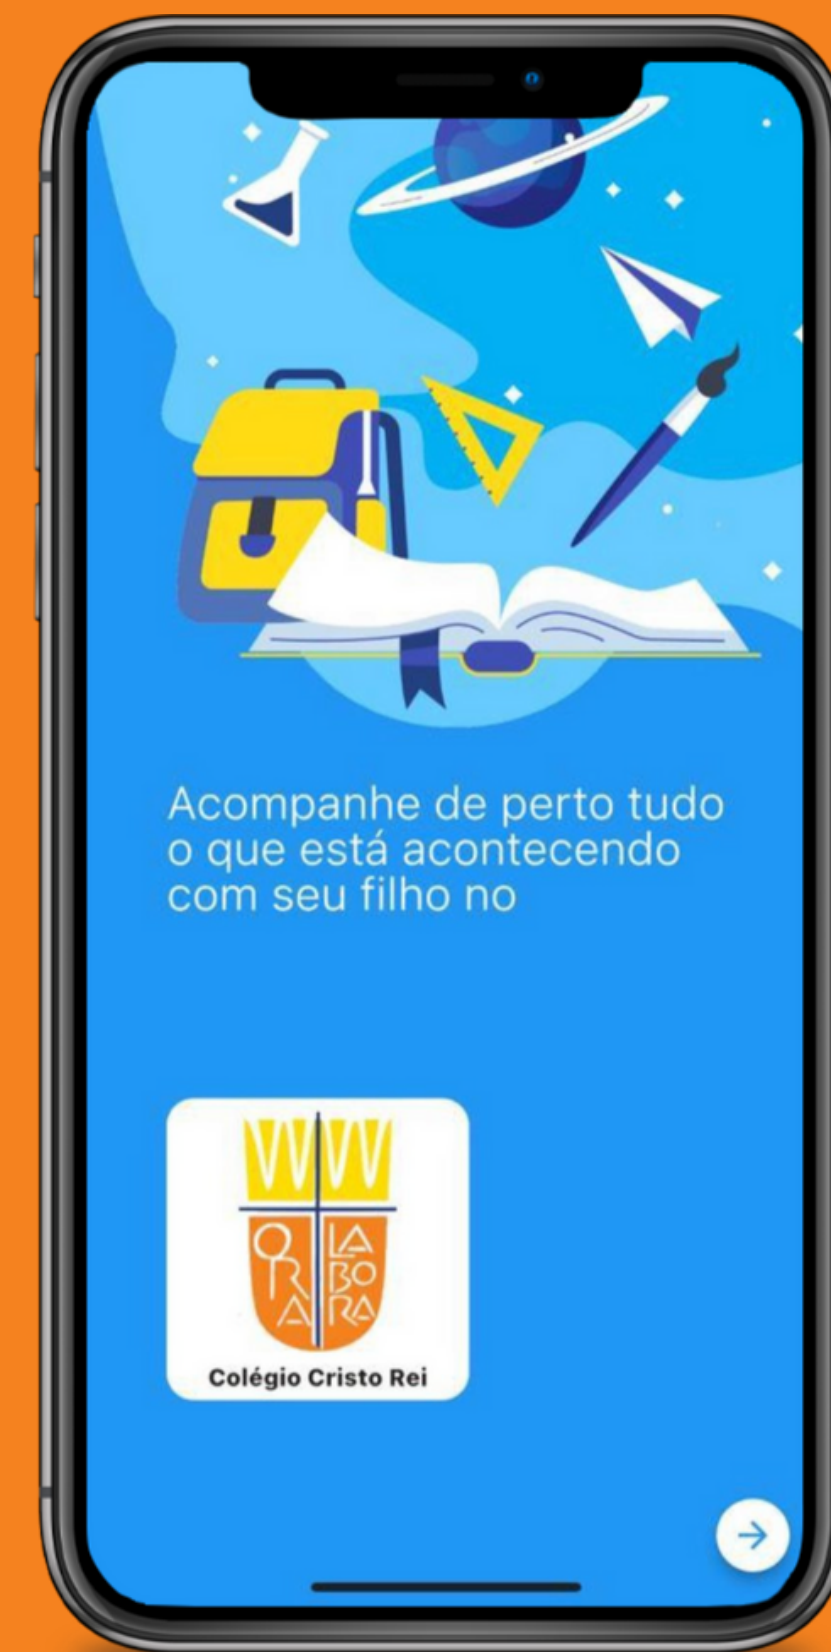 Acompanhe de perto tudo
o que está acontecendo
com seu filho no
ORA
LABORA
Colégio Cristo Rei